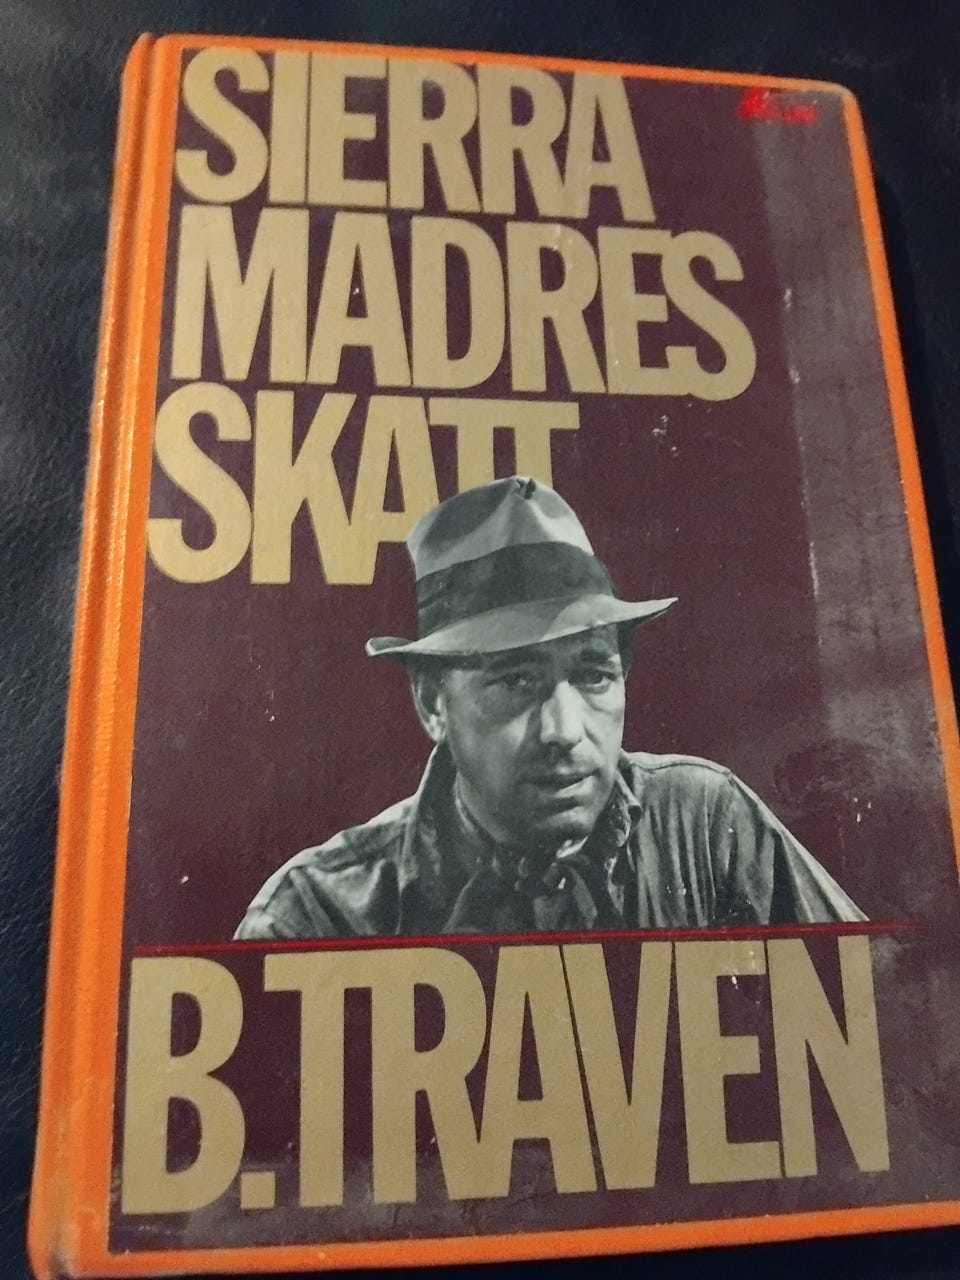 SIERRA
MADRES
SKATT
B. TRAVEN